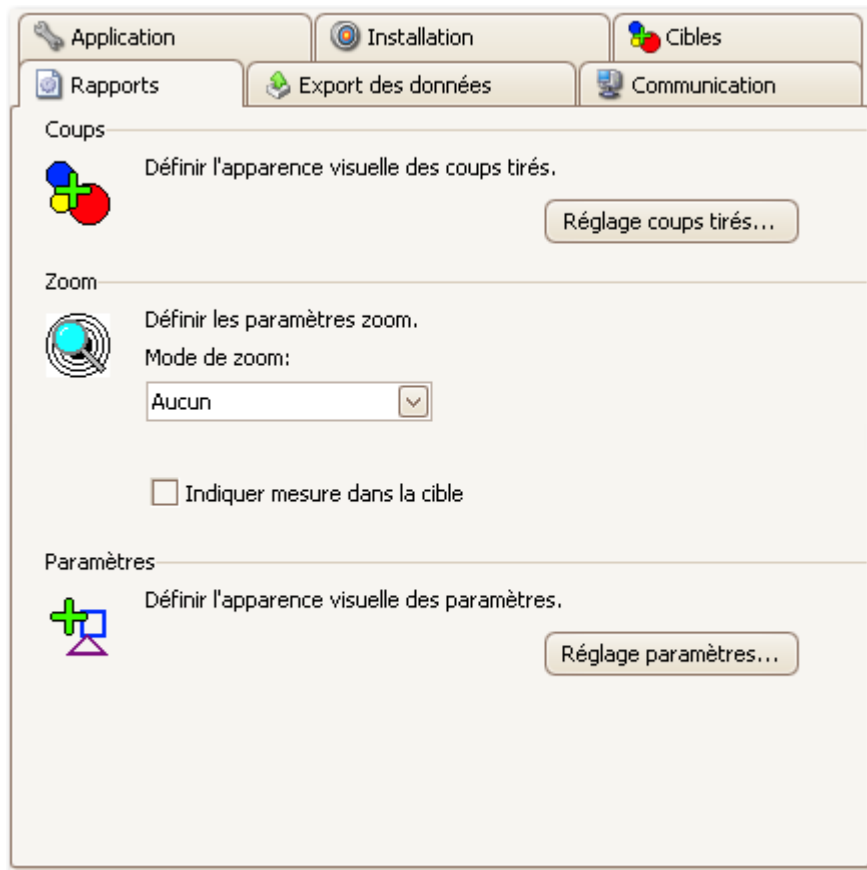 Application
Installation
Cibles
Rapports
Export des données
Communication
Coups
Définir l'apparence visuelle des coups tirés.
Réglage coups tirés...
Zoom
Définir les paramètres zoom.
Mode de zoom:
Aucun
Indiquer mesure dans la cible
Paramètres
Définir l'apparence visuelle des paramètres.
Réglage paramètres...